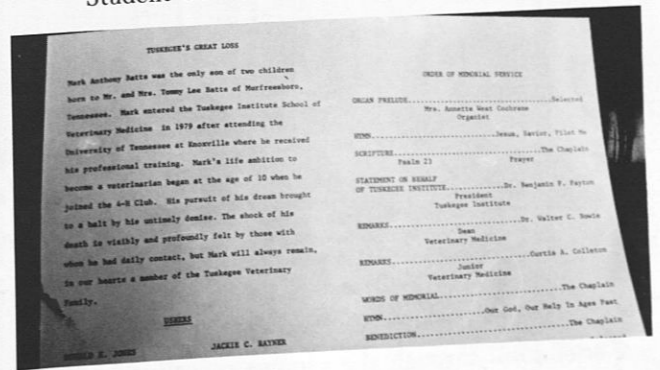 Student
TUSKEGEE'S GREAT LOSS
Mark Anthony Batts was the only son of two children
born to Mr. and Mrs. Tommy Lee Batts of Murfreesboro,
Tennessee. Mark entered the Tuskegee Institute School of
Veterinary Medicine in 1979 after attending the
University of Tennessee at Knoxville where he received
his professional training. Mark's life ambition to
become a veterinarian began at the age of 10 when he
joined the 4-H Club. His pursuit of his dream brought
to a halt by his untimely demise. The shock of his
death is visibly and profoundly felt by those with
whom he had daily contact, but Mark will always remain,
in our hearts a member of the Tuskegee Veterinary
Family.
USHERS
E. JONES
JACKIE C. RAYNER
ORDER OF MEMORIAL SERVICE
ORGAN PRELUDE..............................Selected
Mrs. Annette West Cochrane
Organist
HYMN..............................Jesus, Savior, Pilot Me
SCRIPTURE..............................The Chaplain
Psalm 23 Prayer
STATEMENT ON BEHALF
OF TUSKEGEE INSTITUTE............Dr. Benjamin F. Payton
President
Tuskegee Institute
REMARKS..............................Dr. Walter C. Bowie
Dean
Veterinary Medicine
REMARKS..............................Curtis A. Colleton
Junior
Veterinary Medicine
WORDS OF MEMORIAL....................The Chaplain
HYMN....................Our God, Our Help In Ages Past
BENEDICTION..............................The Chaplain